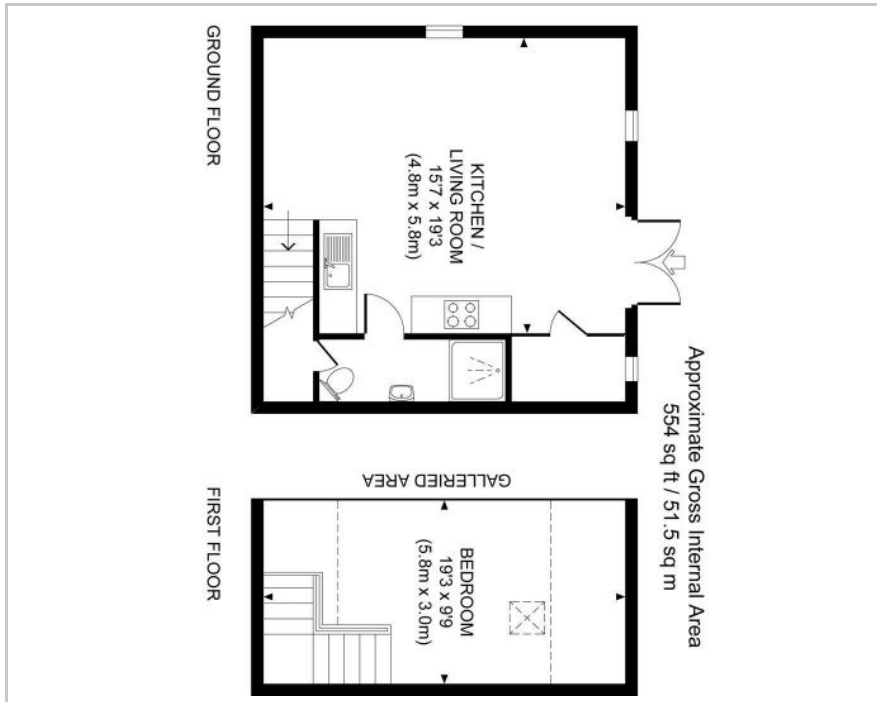 GROUND FLOOR
KITCHEN /
LIVING ROOM
15'7 x 19'3
(4.8m x 5.8m)
Approximate Gross Internal Area
554 sq ft / 51.5 sq m
GALLERIED AREA
FIRST FLOOR
BEDROOM
19'3 x 9'9
(5.8m x 3.0m)